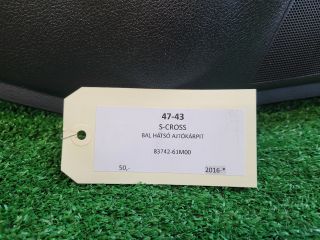 47-43
S-CROSS
BAL HÁTSÓ AJTÓKÁRPIT
83742-61M00
50,- 2016-*